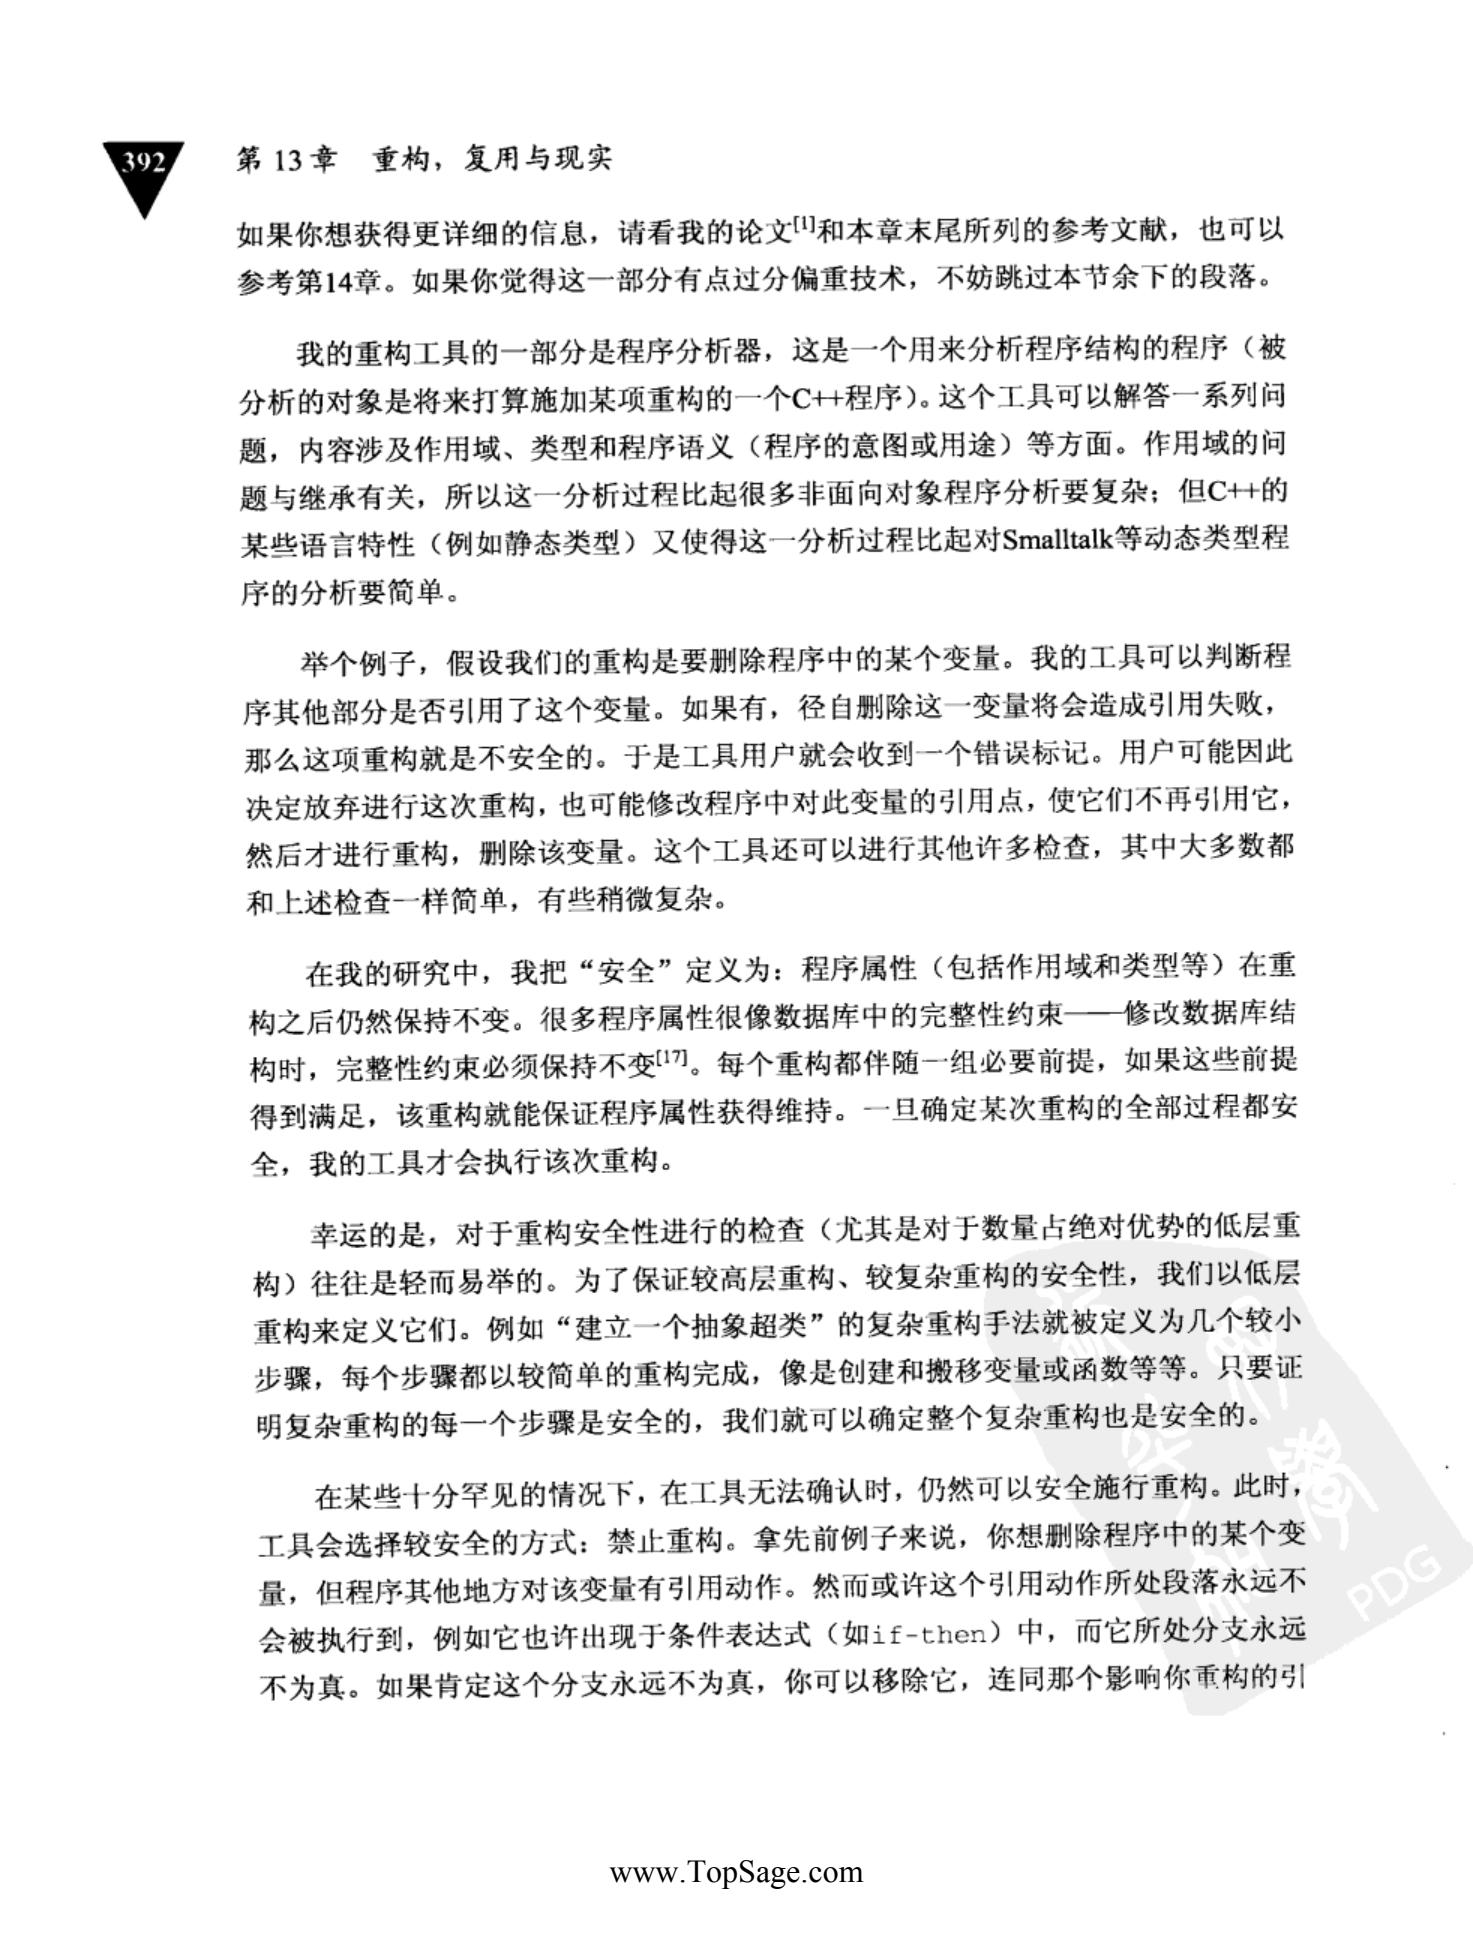 392
第 13 章 重构，复用与现实
如果你想获得更详细的信息，请看我的论文[1]和本章末尾所列的参考文献，也可以
参考第14章。如果你觉得这一部分有点过分偏重技术，不妨跳过本节余下的段落。
我的重构工具的一部分是程序分析器，这是一个用来分析程序结构的程序（被
分析的对象是将来打算施加某项重构的一个C++程序）。这个工具可以解答一系列问
题，内容涉及作用域、类型和程序语义（程序的意图或用途）等方面。作用域的问
题与继承有关，所以这一分析过程比起很多非面向对象程序分析要复杂；但C++的
某些语言特性（例如静态类型）又使得这一分析过程比起对Smalltalk等动态类型程
序的分析要简单。
举个例子，假设我们的重构是要删除程序中的某个变量。我的工具可以判断程
序其他部分是否引用了这个变量。如果有，径自删除这一变量将会造成引用失败，
那么这项重构就是不安全的。于是工具用户就会收到一个错误标记。用户可能因此
决定放弃进行这次重构，也可能修改程序中对此变量的引用点，使它们不再引用它，
然后才进行重构，删除该变量。这个工具还可以进行其他许多检查，其中大多数都
和上述检查一样简单，有些稍微复杂。
在我的研究中，我把“安全”定义为：程序属性（包括作用域和类型等）在重
构之后仍然保持不变。很多程序属性很像数据库中的完整性约束——修改数据库结
构时，完整性约束必须保持不变[17]。每个重构都伴随一组必要前提，如果这些前提
得到满足，该重构就能保证程序属性获得维持。一旦确定某次重构的全部过程都安
全，我的工具才会执行该次重构。
幸运的是，对于重构安全性进行的检查（尤其是对于数量占绝对优势的低层重
构）往往是轻而易举的。为了保证较高层重构、较复杂重构的安全性，我们以低层
重构来定义它们。例如“建立一个抽象超类”的复杂重构手法就被定义为几个较小
步骤，每个步骤都以较简单的重构完成，像是创建和搬移变量或函数等等。只要证
明复杂重构的每一个步骤是安全的，我们就可以确定整个复杂重构也是安全的。
在某些十分罕见的情况下，在工具无法确认时，仍然可以安全施行重构。此时，
工具会选择较安全的方式：禁止重构。拿先前例子来说，你想删除程序中的某个变
量，但程序其他地方对该变量有引用动作。然而或许这个引用动作所处段落永远不
会被执行到，例如它也许出现于条件表达式（如if-then）中，而它所处分支永远
不为真。如果肯定这个分支永远不为真，你可以移除它，连同那个影响你重构的引
PDG
www.TopSage.com